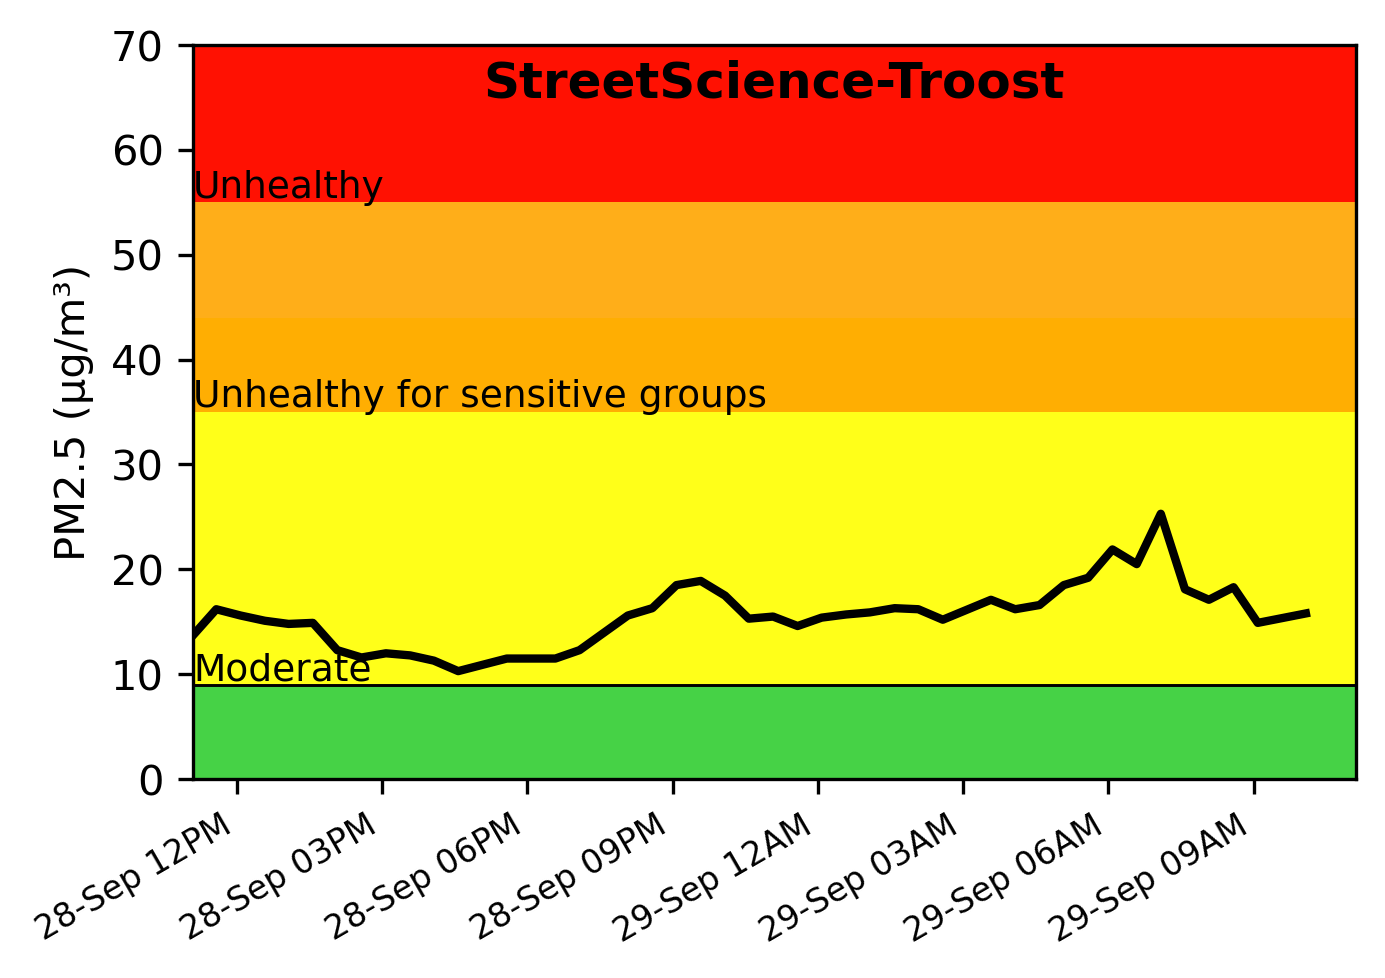 StreetScience-Troost
PM2.5 (µg/m³)
70
60
50
40
30
20
10
0
Unhealthy
Unhealthy for sensitive groups
Moderate
28-Sep 12PM
28-Sep 03PM
28-Sep 06PM
28-Sep 09PM
29-Sep 12AM
29-Sep 03AM
29-Sep 06AM
29-Sep 09AM